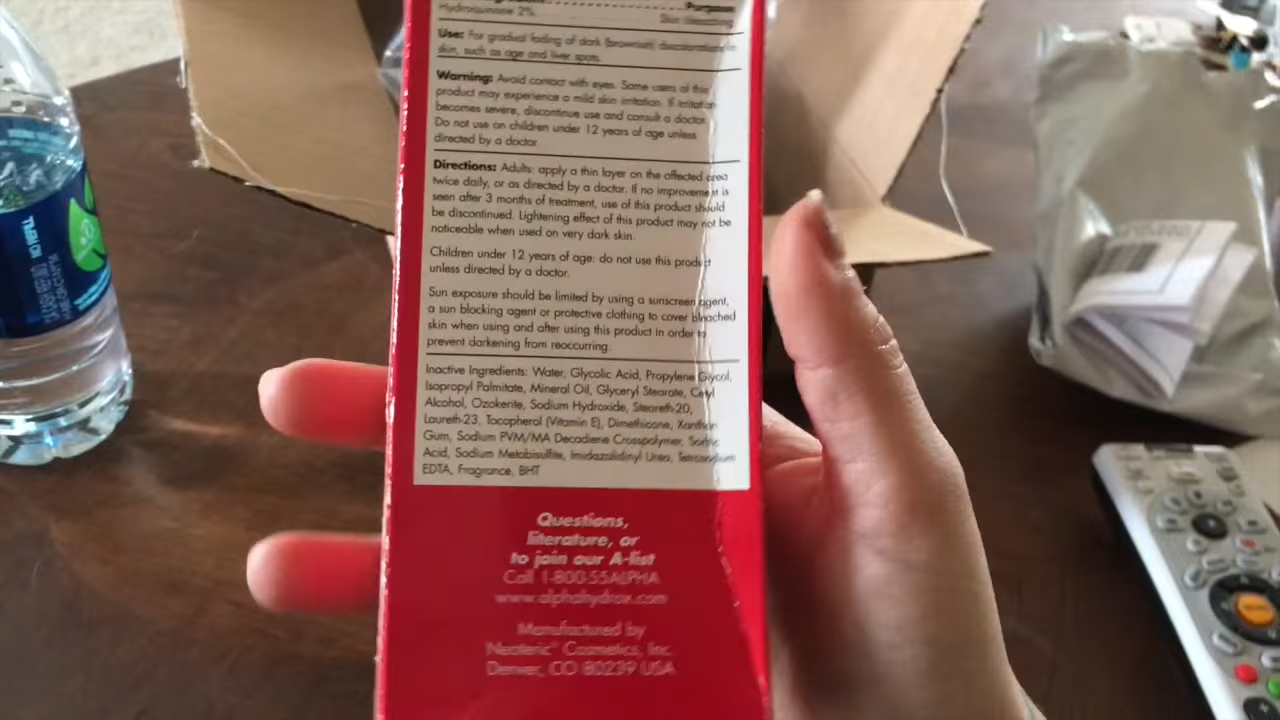 Purpose
Hydroquinone 2% Skin bleaching
Use: For gradual fading of dark (brownish) discolorations in
skin, such as age and liver spots.
Warning: Avoid contact with eyes. Some users of this
product may experience a mild skin irritation. If irritation
becomes severe, discontinue use and consult a doctor.
Do not use on children under 12 years of age unless
directed by a doctor.
Directions: Adults: apply a thin layer on the affected area
twice daily, or as directed by a doctor. If no improvement is
seen after 3 months of treatment, use of this product should
be discontinued. Lightening effect of this product may not be
noticeable when used on very dark skin.
Children under 12 years of age: do not use this product
unless directed by a doctor.
Sun exposure should be limited by using a sunscreen agent,
a sun blocking agent or protective clothing to cover bleached
skin when using and after using this product in order to
prevent darkening from reoccurring.
Inactive Ingredients: Water, Glycolic Acid, Propylene Glycol,
Isopropyl Palmitate, Mineral Oil, Glyceryl Stearate, Cetyl
Alcohol, Ozokerite, Sodium Hydroxide, Steareth-20,
Laureth-23, Tocopherol (Vitamin E), Dimethicone, Xanthan
Gum, Sodium PVM/MA Decadiene Crosspolymer, Sorbic
Acid, Sodium Metabisulfite, Imidazolidinyl Urea, Tetrasodium
EDTA, Fragrance, BHT
Questions,
literature, or
to join our A-list
Call 1-800-55ALPHA
www.alphahydrox.com
Manufactured by
Neoteric® Cosmetics, Inc.
Denver, CO 80239 USA